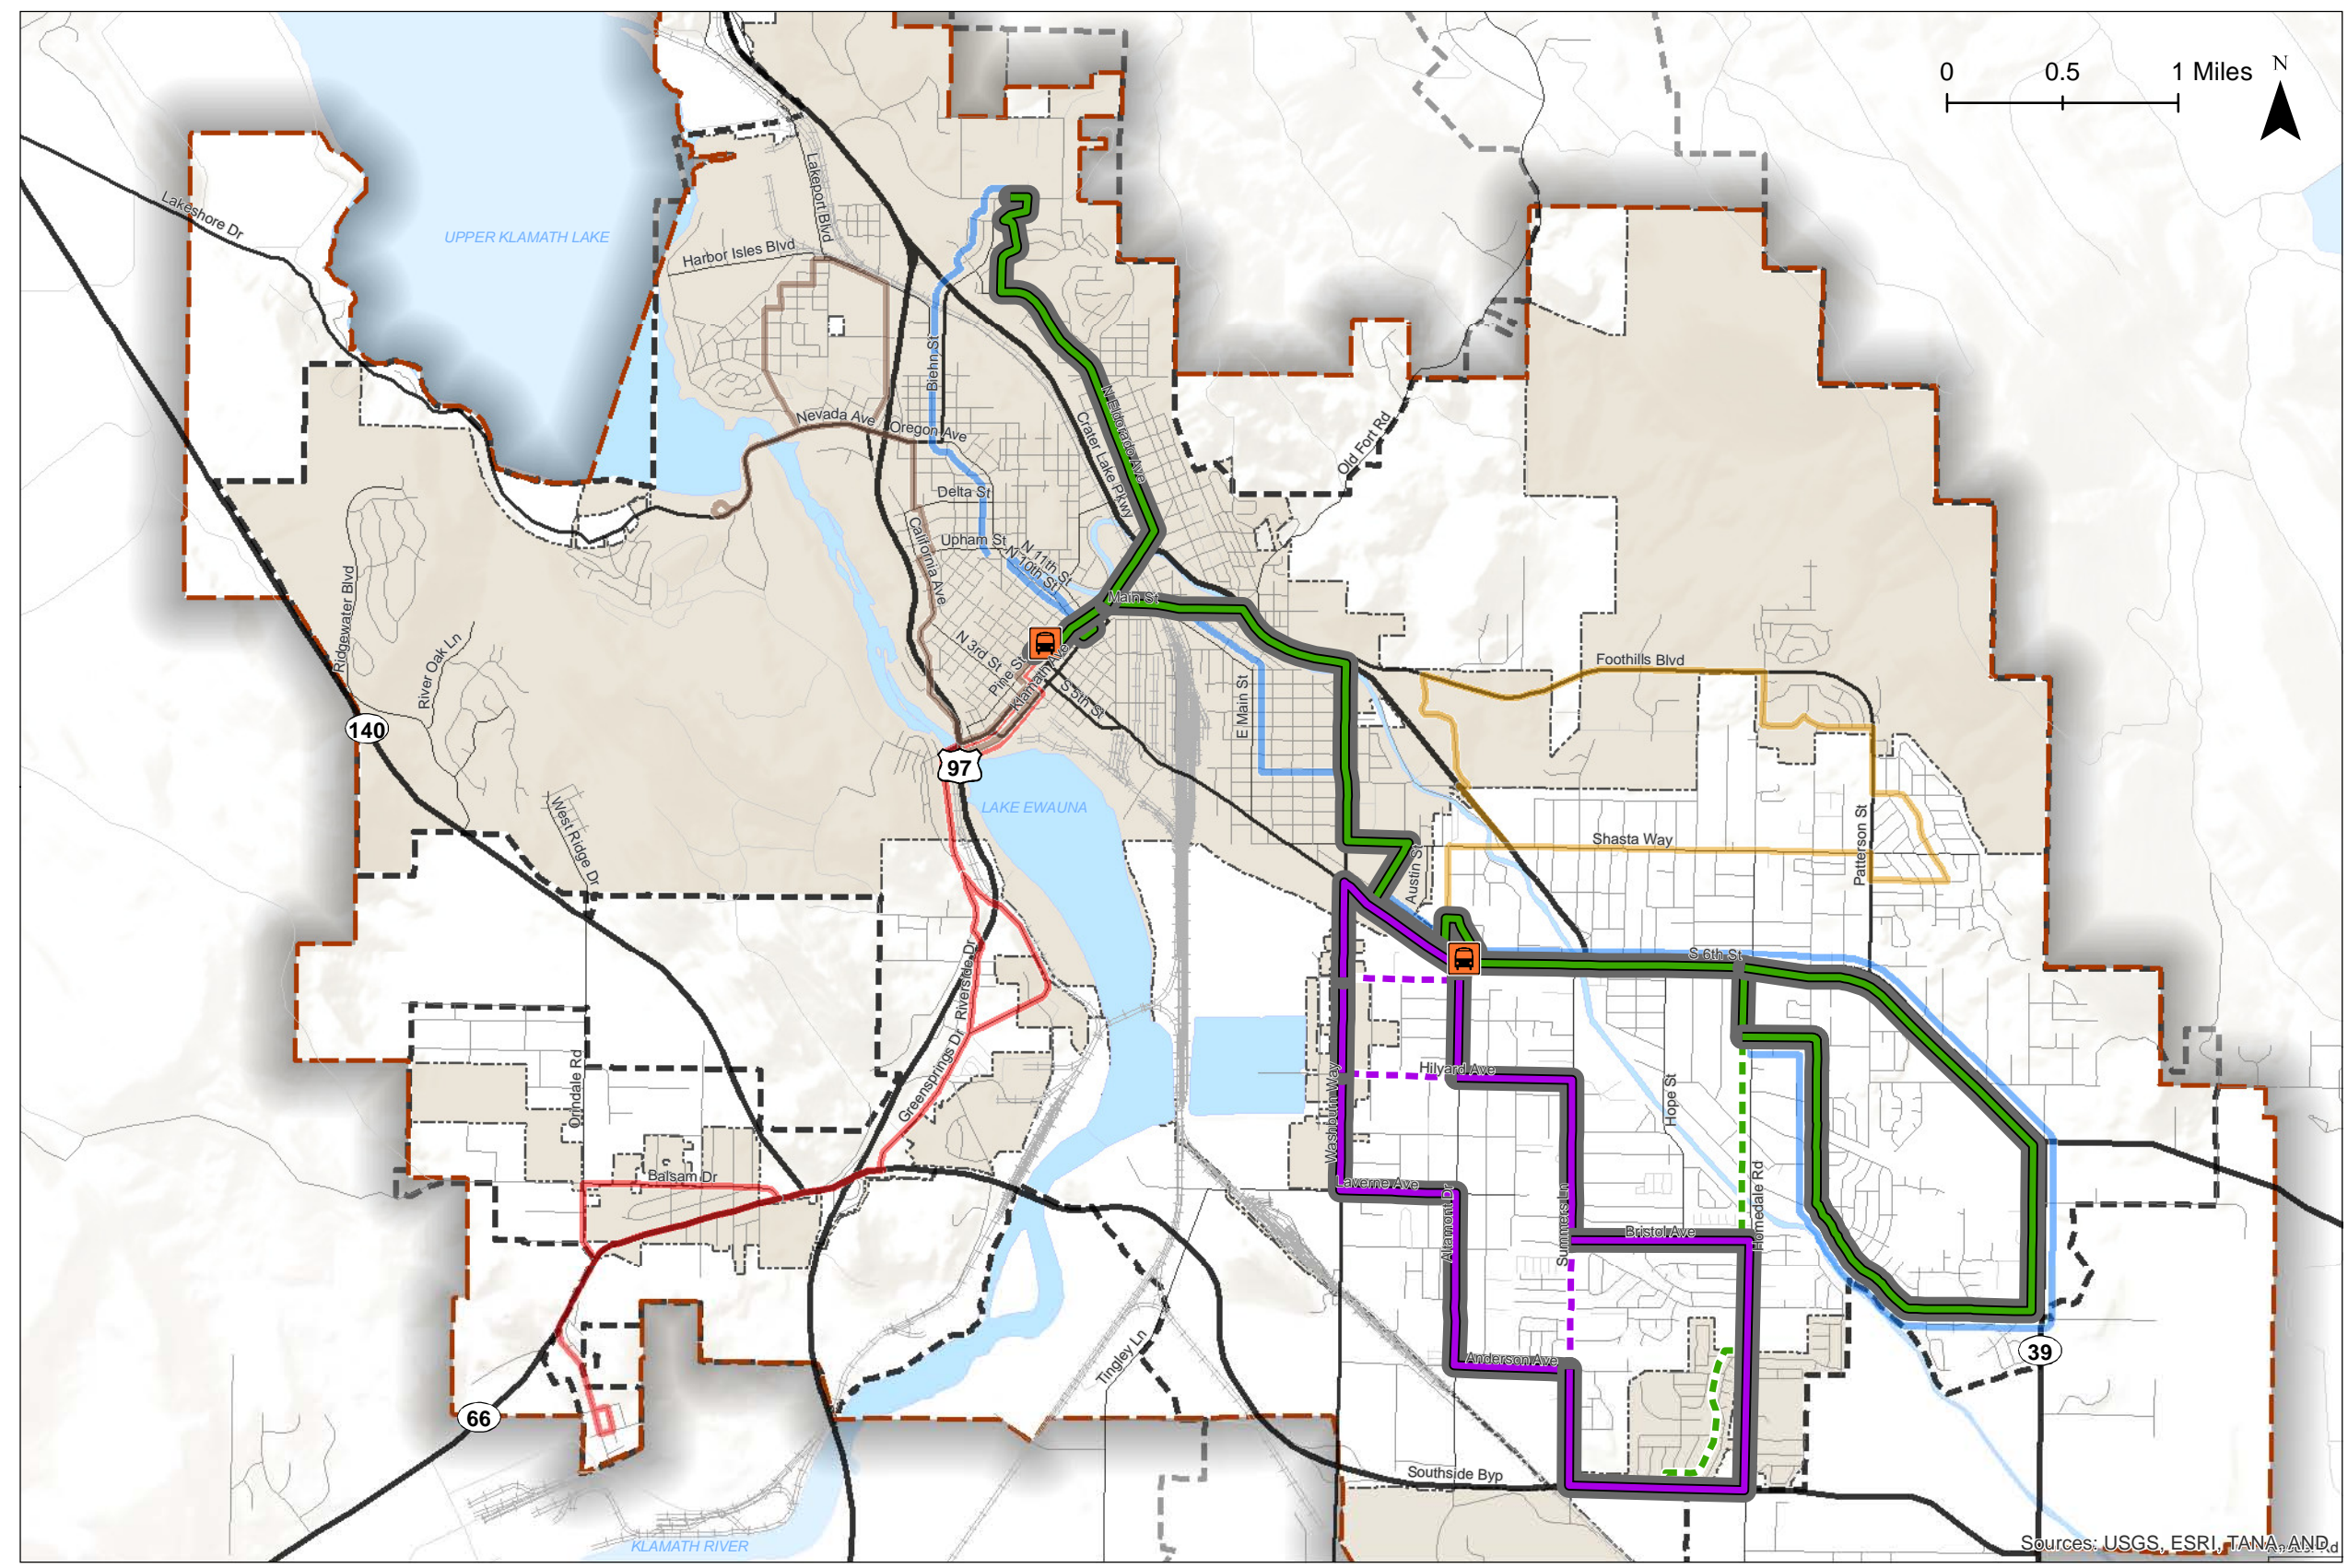 0 0.5 1 Miles
N
Lakeshore Dr
UPPER KLAMATH LAKE
Lakeport Blvd
Harbor Isles Blvd
Biehn St
Nevada Ave
Oregon Ave
N Eldorado Ave
Crater Lake Pkwy
Old Fort Rd
Delta St
California Ave
Upham St
N 11th St
N 10th St
Main St
Ridgewater Blvd
River Oak Ln
N 3rd St
Pine St
Klamath Ave
S 5th St
E Main St
Foothills Blvd
140
97
LAKE EWAUNA
West Ridge Dr
Shasta Way
Patterson St
Austin St
S 6th St
Riverside Dr
Greensprings Dr
Orindale Rd
Balsam Dr
Washburn Way
Hilyard Ave
Hope St
Laverne Ave
Altamont Dr
Summers Ln
Bristol Ave
Homedale Rd
Tingley Ln
Anderson Ave
39
66
Southside Byp
KLAMATH RIVER
Sources: USGS, ESRI, TANA, AND